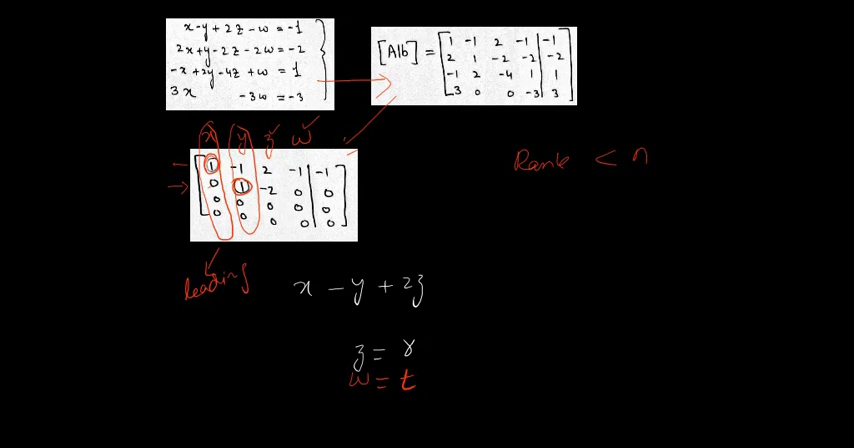 x - y + 2z - w = -1
2x + y - 2z - 2w = -2
-x + 2y - 4z + w = 1
3x - 3w = -3
[A|b] = [ 1 -1 2 -1 | -1
2 1 -2 -2 | -2
-1 2 -4 1 | 1
3 0 0 -3 | 3 ]
x y z w
[ 1 -1 2 -1 | -1
0 1 -2 0 | 0
0 0 0 0 | 0
0 0 0 0 | 0 ]
Rank < n
leading
x - y + 2z
z = r
w = t